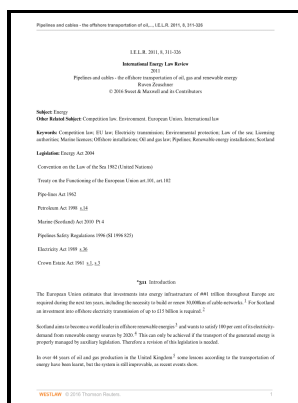 Pipelines and cables - the offshore transportation of oil,..., I.E.L.R. 2011, 8, 311-326
I.E.L.R. 2011, 8, 311-326
International Energy Law Review
2011
Pipelines and cables - the offshore transportation of oil, gas and renewable energy
Ruven Zeuschner
© 2016 Sweet & Maxwell and its Contributors
Subject: Energy
Other Related Subject: Competition law. Environment. European Union. International law
Keywords: Competition law; EU law; Electricity transmission; Environmental protection; Law of the sea; Licensing
authorities; Marine licences; Offshore installations; Oil and gas law; Pipelines; Renewable energy installations; Scotland
Legislation: Energy Act 2004
Convention on the Law of the Sea 1982 (United Nations)
Treaty on the Functioning of the European Union art.101, art.102
Pipe-lines Act 1962
Petroleum Act 1998 s.14
Marine (Scotland) Act 2010 Pt 4
Pipelines Safety Regulations 1996 (SI 1996/825)
Electricity Act 1989 s.36
Crown Estate Act 1961 s.1, s.3
*311 Introduction
The European Union estimates that investments into energy infrastructure of ##1 trillion throughout Europe are
required during the next ten years, including the necessity to build or renew 30,000km of cable-networks. 1 For Scotland
an investment into offshore electricity transmission of up to £15 billion is required. 2
Scotland aims to become a world leader in offshore renewable energies 3 and wants to satisfy 100 per cent of its electricity-
demand from renewable energy sources by 2020. 4 This can only be achieved if the transport of the generated energy is
properly managed by auxiliary legislation. Therefore a revision of this legislation is needed.
In over 44 years of oil and gas production in the United Kingdom 5 some lessons according to the transportation of
energy have been learnt, but the system is still improvable, as recent events show.
WESTLAW © 2016 Thomson Reuters. 1